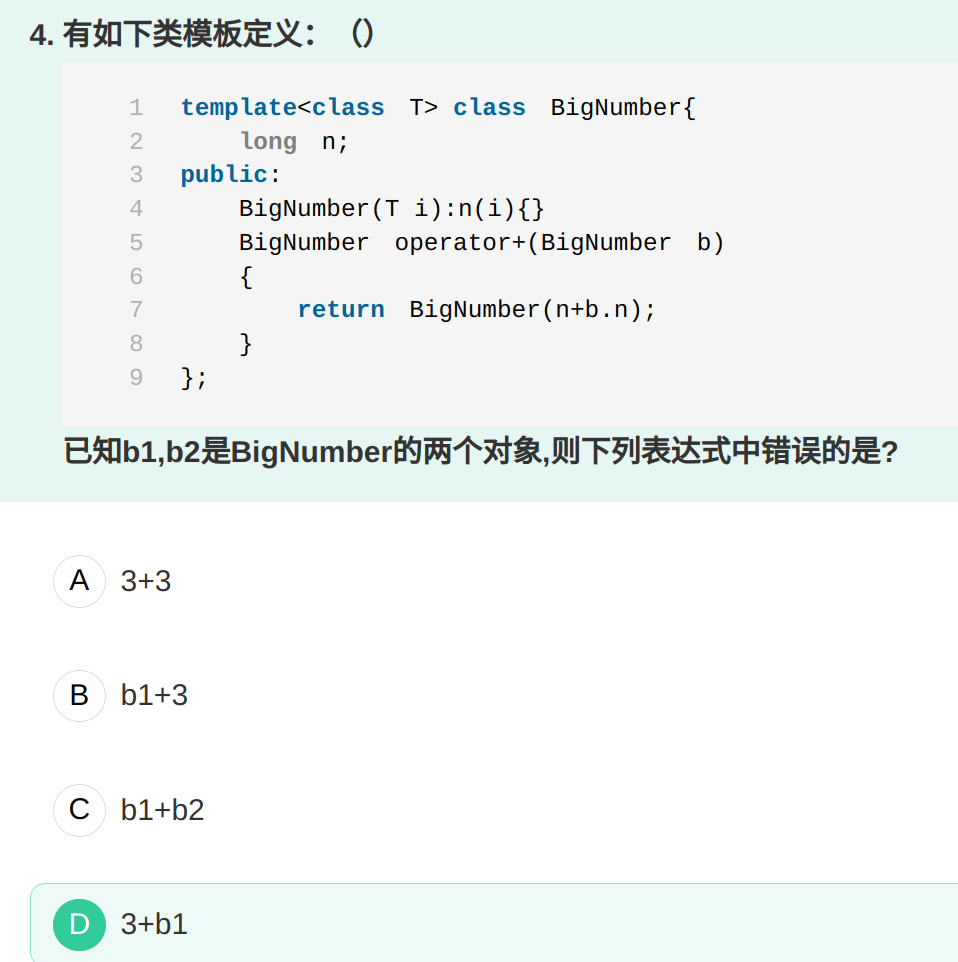 4. 有如下类模板定义：（）
1 template<class T> class BigNumber{
2 long n;
3 public:
4 BigNumber(T i):n(i){}
5 BigNumber operator+(BigNumber b)
6 {
7 return BigNumber(n+b.n);
8 }
9 };
已知b1,b2是BigNumber的两个对象,则下列表达式中错误的是?
A 3+3
B b1+3
C b1+b2
D 3+b1